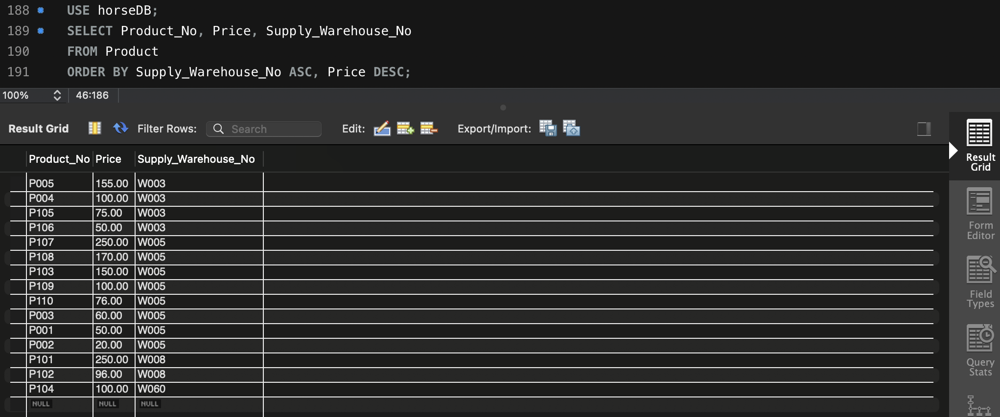 188 USE horseDB;
189 SELECT Product_No, Price, Supply_Warehouse_No
190 FROM Product
191 ORDER BY Supply_Warehouse_No ASC, Price DESC;
100% 46:186
Result Grid Filter Rows: Search Edit: Export/Import:
Product_No Price Supply_Warehouse_No
P005 155.00 W003
P004 100.00 W003
P105 75.00 W003
P106 50.00 W003
P107 250.00 W005
P108 170.00 W005
P103 150.00 W005
P109 100.00 W005
P110 76.00 W005
P003 60.00 W005
P001 50.00 W005
P002 20.00 W005
P101 250.00 W008
P102 96.00 W008
P104 100.00 W060
NULL NULL NULL
Result
Grid
Form
Editor
Field
Types
Query
Stats